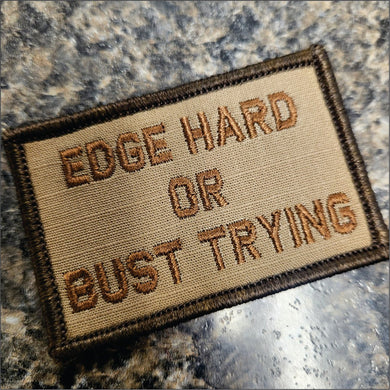 EDGE HARD
OR
BUST TRYING